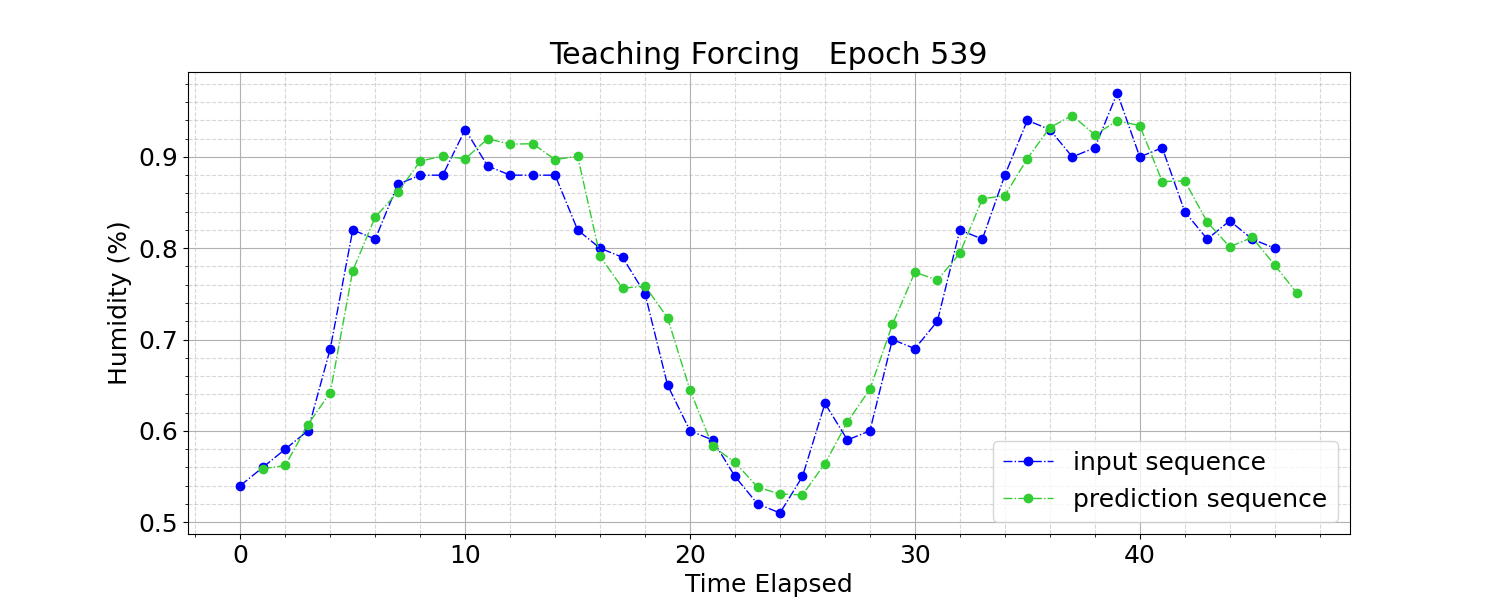 Teaching Forcing   Epoch 539
Humidity (%)
0.9
0.8
0.7
0.6
0.5
0
10
20
30
40
Time Elapsed
input sequence
prediction sequence